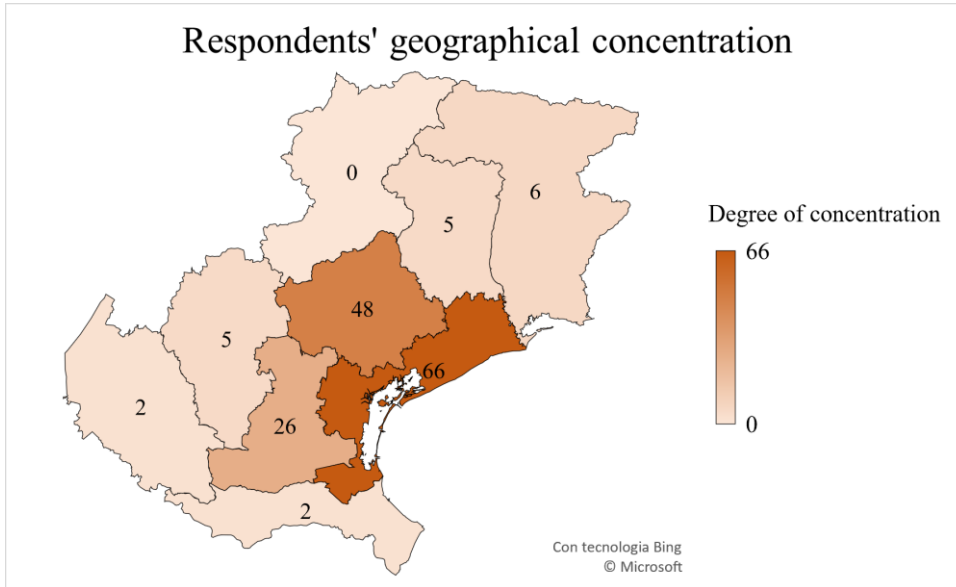 Respondents' geographical concentration
0
6
5
Degree of concentration
66
48
5
66
2
26
0
2
Con tecnologia Bing
© Microsoft